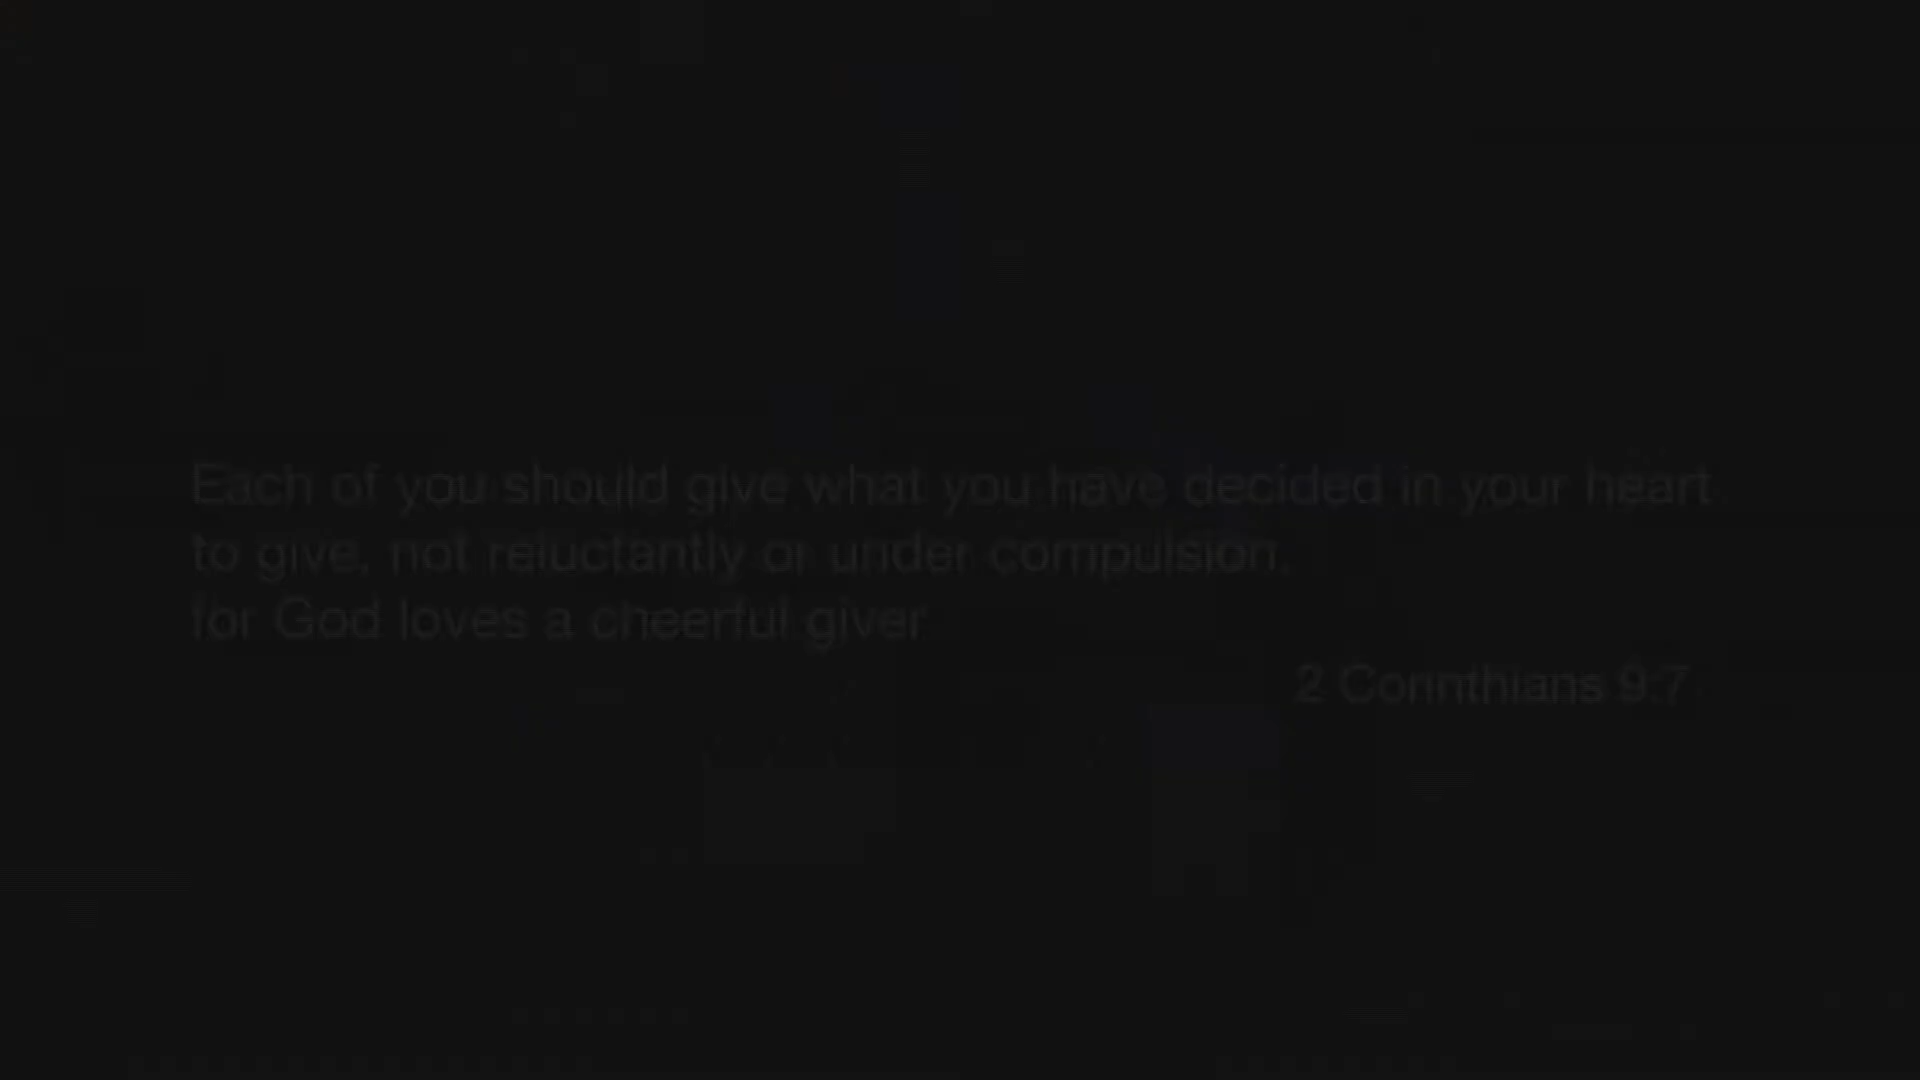 Each of you should give what you have decided in your heart
to give, not reluctantly or under compulsion,
for God loves a cheerful giver
2 Corinthians 9:7